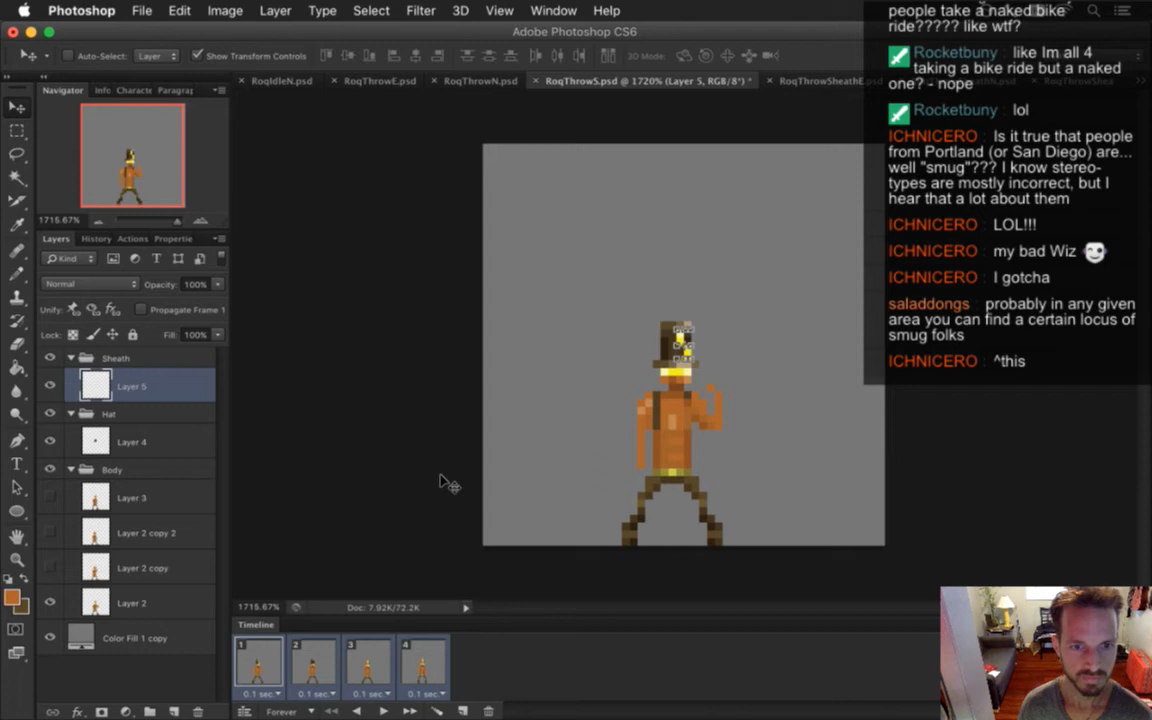 Photoshop File Edit Image Layer Type Select Filter 3D View Window Help
Adobe Photoshop CS6
Auto-Select: Layer Show Transform Controls 3D Mode:
RoqIdleN.psd RoqThrowE.psd RoqThrowN.psd RoqThrowS.psd @ 1720% (Layer 5, RGB/8*) * RoqThrowSheathE.psd
Navigator Info Characte Paragraj
1715.67%
Layers History Actions Propertie
Kind
Normal Opacity: 100%
Unify: Propagate Frame 1
Lock: Fill: 100%
Sheath
Layer 5
Hat
Layer 4
Body
Layer 3
Layer 2 copy 2
Layer 2 copy
Layer 2
Color Fill 1 copy
fx
people take a naked bike
ride????? like wtf?
Rocketbuny : like Im all 4
taking a bike ride but a naked
one? - nope
Rocketbuny : lol
ICHNICERO : Is it true that people
from Portland (or San Diego) are...
well "smug"??? I know stereo-
types are mostly incorrect, but I
hear that a lot about them
ICHNICERO : LOL!!!
ICHNICERO : my bad Wiz
ICHNICERO : I gotcha
saladdongs : probably in any given
area you can find a certain locus of
smug folks
ICHNICERO : ^this
1715.67% Doc: 7.92K/72.2K
Timeline
1 2 3 4
0.1 sec. 0.1 sec. 0.1 sec. 0.1 sec.
Forever